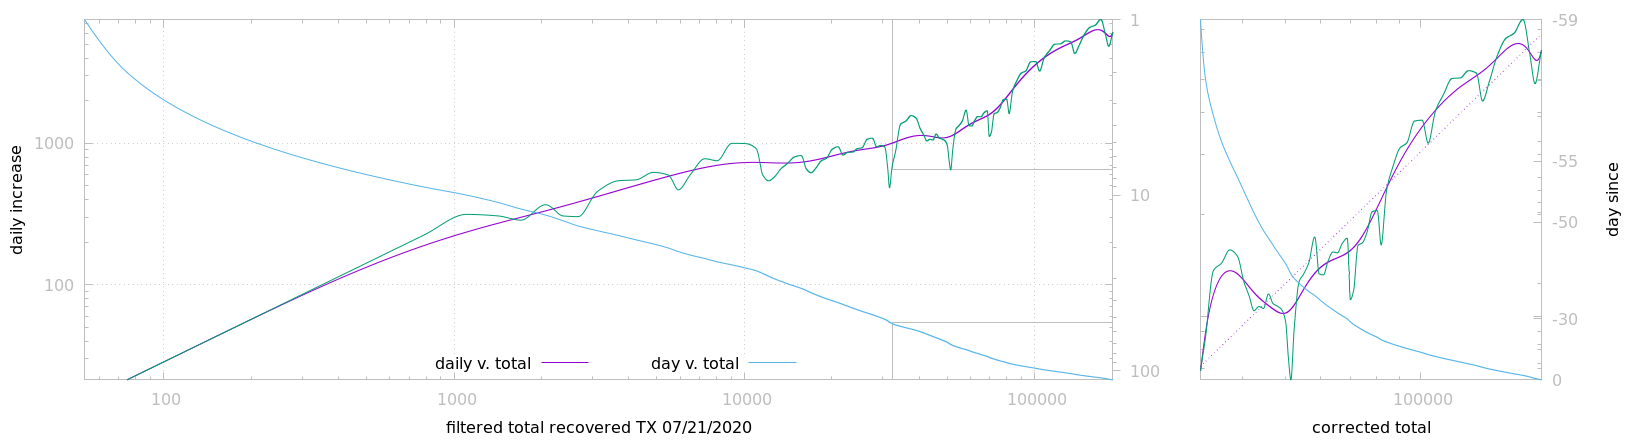 daily increase
1000
100
1
10
100
daily v. total
day v. total
100
1000
10000
100000
filtered total recovered TX 07/21/2020
-59
-55
-50
-30
0
day since
100000
corrected total